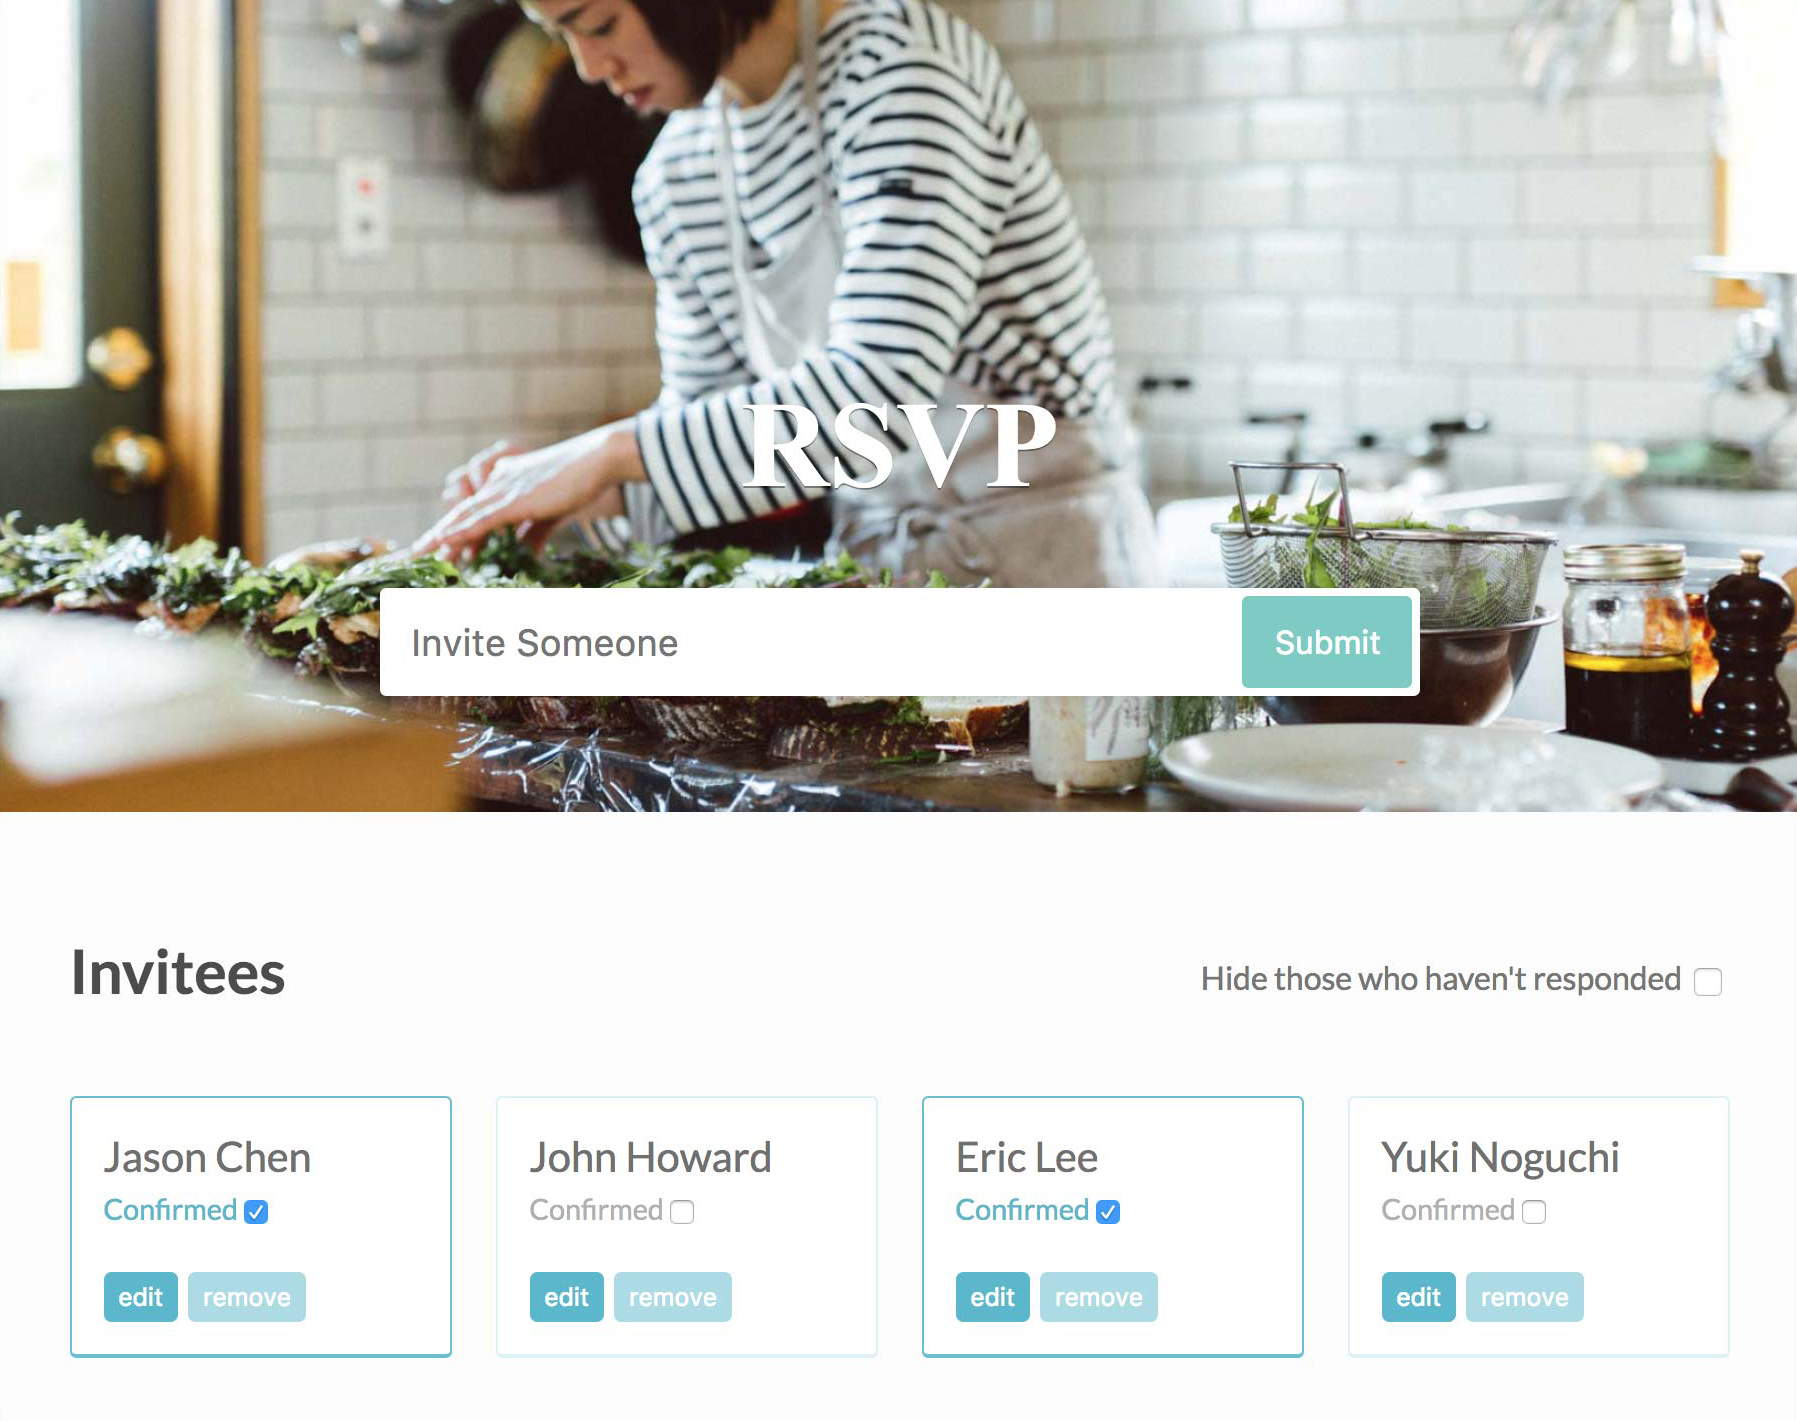 RSVP
Invite Someone
Submit
Invitees
Hide those who haven't responded
Jason Chen
Confirmed
edit
remove
John Howard
Confirmed
edit
remove
Eric Lee
Confirmed
edit
remove
Yuki Noguchi
Confirmed
edit
remove